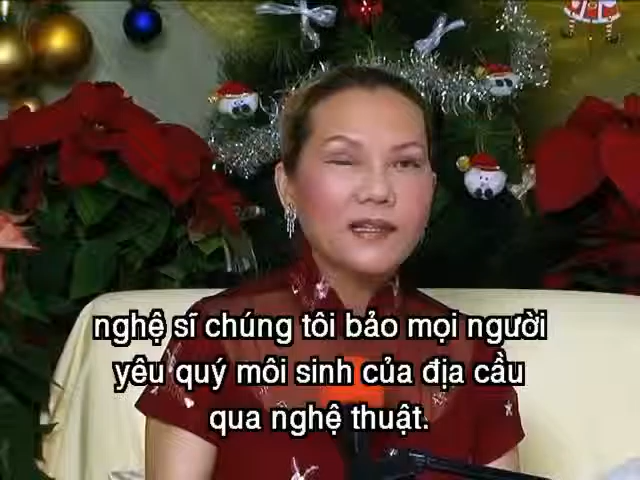 nghệ sĩ chúng tôi bảo mọi người
yêu quý môi sinh của địa cầu
qua nghệ thuật.